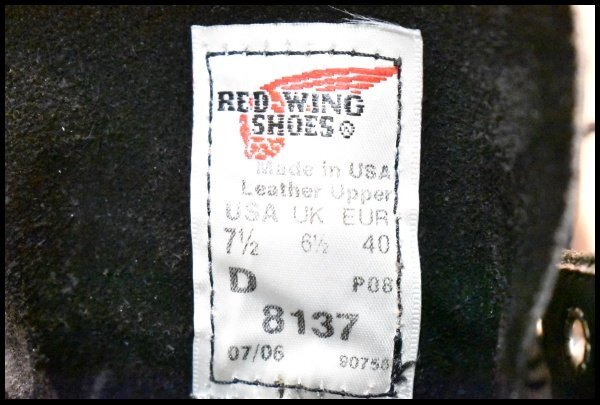 RED WING
SHOES®
Made in USA
Leather Upper
USA UK EUR
7½ 6½ 40
D P08
8137
07/06 90758